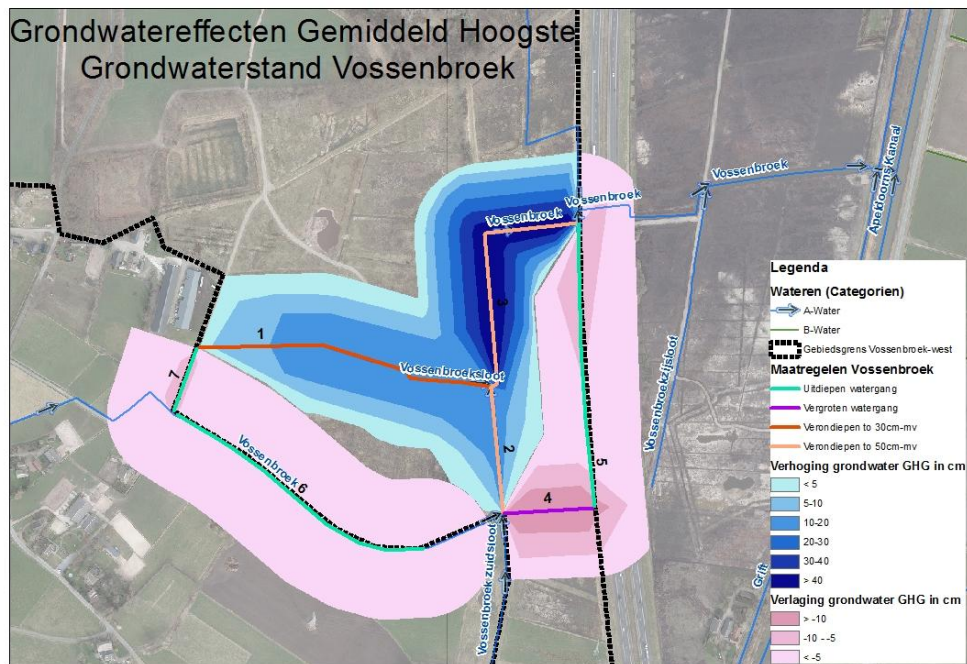 Grondwatereffecten Gemiddeld Hoogste
Grondwaterstand Vossenbroek
Vossenbroek
Vossenbroek
Vossenbroek
Apeldoorns Kanaal
3
1
Vossenbroeksloot
7
Vossenbroekzijsloot
2
Vossenbroek
6
5
4
Vossenbroek zuidsloot
Grift
Legenda
Wateren (Categorien)
A-Water
B-Water
Gebiedsgrens Vossenbroek-west
Maatregelen Vossenbroek
Uitdiepen watergang
Vergroten watergang
Verondiepen to 30cm-mv
Verondiepen to 50cm-mv
Verhoging grondwater GHG in cm
< 5
5-10
10-20
20-30
30-40
> 40
Verlaging grondwater GHG in cm
> -10
-10 - -5
< -5